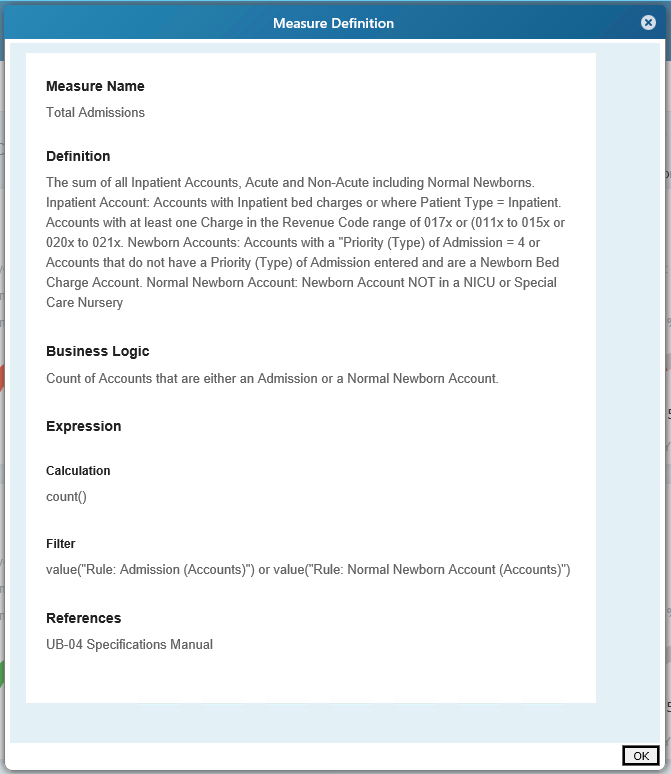 Measure Definition
Measure Name
Total Admissions
Definition
The sum of all Inpatient Accounts, Acute and Non-Acute including Normal Newborns.
Inpatient Account: Accounts with Inpatient bed charges or where Patient Type = Inpatient.
Accounts with at least one Charge in the Revenue Code range of 017x or (011x to 015x or
020x to 021x. Newborn Accounts: Accounts with a "Priority (Type) of Admission = 4 or
Accounts that do not have a Priority (Type) of Admission entered and are a Newborn Bed
Charge Account. Normal Newborn Account: Newborn Account NOT in a NICU or Special
Care Nursery
Business Logic
Count of Accounts that are either an Admission or a Normal Newborn Account.
Expression
Calculation
count()
Filter
value("Rule: Admission (Accounts)") or value("Rule: Normal Newborn Account (Accounts)")
References
UB-04 Specifications Manual
OK